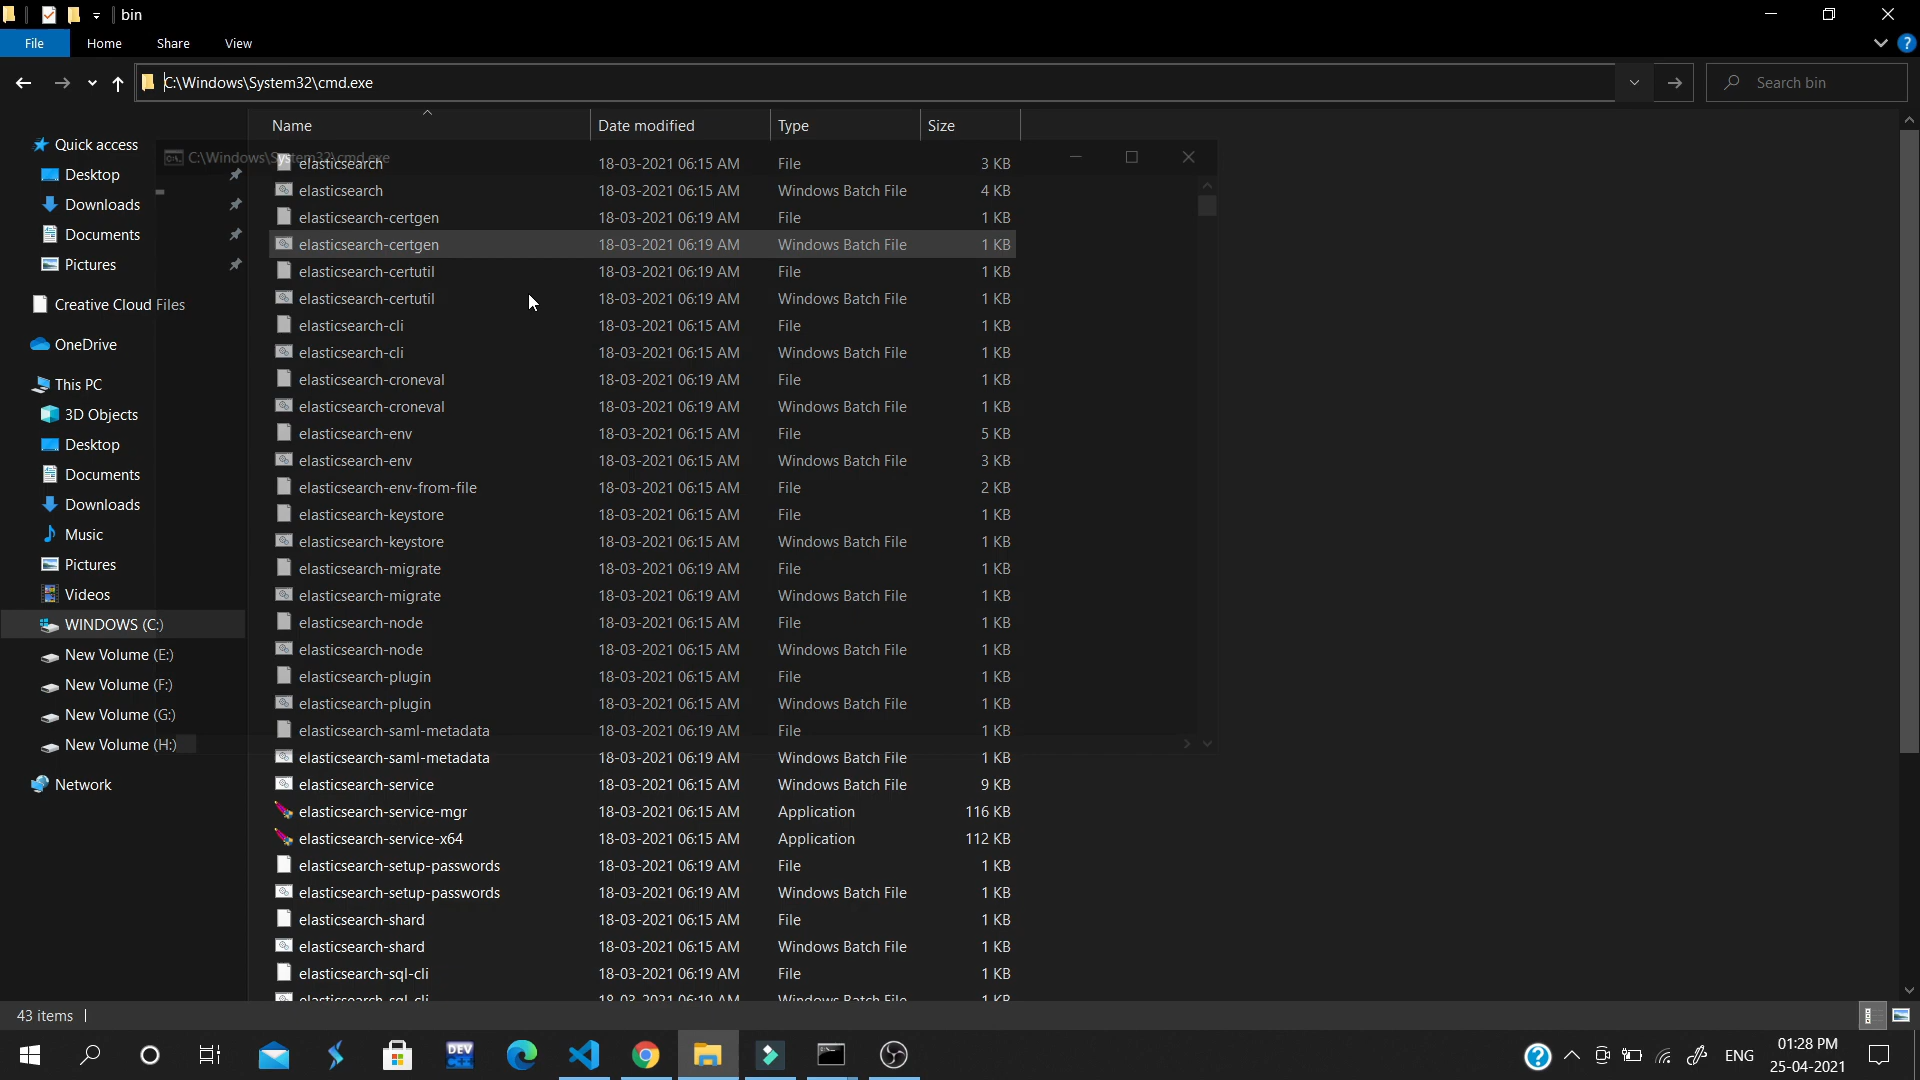 bin
File Home Share View
C:\Windows\System32\cmd.exe
Search bin
Name Date modified Type Size
Quick access
Desktop
Downloads
Documents
Pictures
Creative Cloud Files
OneDrive
This PC
3D Objects
Desktop
Documents
Downloads
Music
Pictures
Videos
WINDOWS (C:)
New Volume (E:)
New Volume (F:)
New Volume (G:)
New Volume (H:)
Network
C:\Windows\System32\cmd.exe
elasticsearch 18-03-2021 06:15 AM File 3 KB
elasticsearch 18-03-2021 06:15 AM Windows Batch File 4 KB
elasticsearch-certgen 18-03-2021 06:19 AM File 1 KB
elasticsearch-certgen 18-03-2021 06:19 AM Windows Batch File 1 KB
elasticsearch-certutil 18-03-2021 06:19 AM File 1 KB
elasticsearch-certutil 18-03-2021 06:19 AM Windows Batch File 1 KB
elasticsearch-cli 18-03-2021 06:15 AM File 1 KB
elasticsearch-cli 18-03-2021 06:15 AM Windows Batch File 1 KB
elasticsearch-croneval 18-03-2021 06:19 AM File 1 KB
elasticsearch-croneval 18-03-2021 06:19 AM Windows Batch File 1 KB
elasticsearch-env 18-03-2021 06:15 AM File 5 KB
elasticsearch-env 18-03-2021 06:15 AM Windows Batch File 3 KB
elasticsearch-env-from-file 18-03-2021 06:15 AM File 2 KB
elasticsearch-keystore 18-03-2021 06:15 AM File 1 KB
elasticsearch-keystore 18-03-2021 06:15 AM Windows Batch File 1 KB
elasticsearch-migrate 18-03-2021 06:19 AM File 1 KB
elasticsearch-migrate 18-03-2021 06:19 AM Windows Batch File 1 KB
elasticsearch-node 18-03-2021 06:15 AM File 1 KB
elasticsearch-node 18-03-2021 06:15 AM Windows Batch File 1 KB
elasticsearch-plugin 18-03-2021 06:15 AM File 1 KB
elasticsearch-plugin 18-03-2021 06:15 AM Windows Batch File 1 KB
elasticsearch-saml-metadata 18-03-2021 06:19 AM File 1 KB
elasticsearch-saml-metadata 18-03-2021 06:19 AM Windows Batch File 1 KB
elasticsearch-service 18-03-2021 06:15 AM Windows Batch File 9 KB
elasticsearch-service-mgr 18-03-2021 06:15 AM Application 116 KB
elasticsearch-service-x64 18-03-2021 06:15 AM Application 112 KB
elasticsearch-setup-passwords 18-03-2021 06:19 AM File 1 KB
elasticsearch-setup-passwords 18-03-2021 06:19 AM Windows Batch File 1 KB
elasticsearch-shard 18-03-2021 06:15 AM File 1 KB
elasticsearch-shard 18-03-2021 06:15 AM Windows Batch File 1 KB
elasticsearch-sql-cli 18-03-2021 06:19 AM File 1 KB
elasticsearch-sql-cli 18-03-2021 06:19 AM Windows Batch File 1 KB
43 items
DEV C++
ENG
01:28 PM
25-04-2021